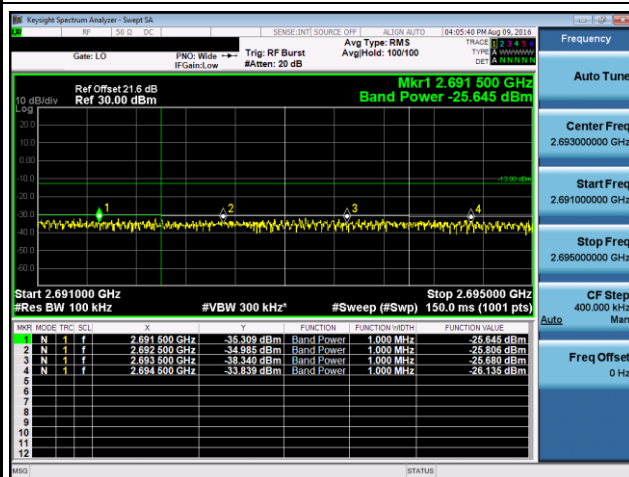 Keysight Spectrum Analyzer - Swept SA
RF 50 Ω DC SENSE:INT SOURCE OFF ALIGN AUTO 04:05:40 PM Aug 09, 2016
Gate: LO PNO: Wide Trig: RF Burst Avg Type: RMS TRACE 1 2 3 4 5 6
IFGain:Low #Atten: 20 dB Avg|Hold: 100/100 TYPE A WWWWW
DET A N N N N N
Ref Offset 21.6 dB Mkr1 2.691 500 GHz
10 dB/div Ref 30.00 dBm Band Power -25.645 dBm
Log
20.0
10.0
0.00
-10.0
-13.00 dBm
-20.0
-30.0 1 2 3 4
-40.0
-50.0
-60.0
Start 2.691000 GHz Stop 2.695000 GHz
#Res BW 100 kHz #VBW 300 kHz* #Sweep (#Swp) 150.0 ms (1001 pts)
MKR MODE TRC SCL X Y FUNCTION FUNCTION WIDTH FUNCTION VALUE
1 N 1 f 2.691 500 GHz -35.309 dBm Band Power 1.000 MHz -25.645 dBm
2 N 1 f 2.692 500 GHz -34.985 dBm Band Power 1.000 MHz -25.806 dBm
3 N 1 f 2.693 500 GHz -38.340 dBm Band Power 1.000 MHz -25.680 dBm
4 N 1 f 2.694 500 GHz -33.839 dBm Band Power 1.000 MHz -26.135 dBm
5
6
7
8
9
10
11
12
MSG STATUS
Frequency
Auto Tune
Center Freq
2.693000000 GHz
Start Freq
2.691000000 GHz
Stop Freq
2.695000000 GHz
CF Step
400.000 kHz
Auto Man
Freq Offset
0 Hz